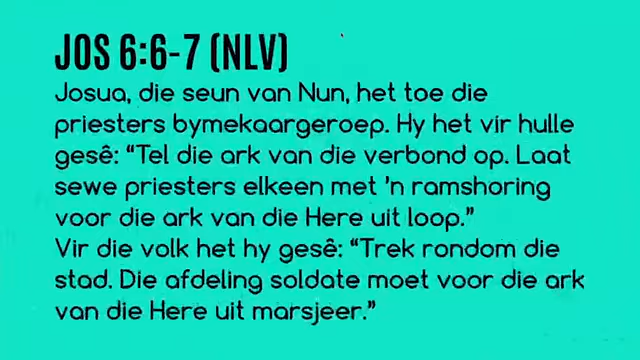 JOS 6:6-7 (NLV)
Josua, die seun van Nun, het toe die
priesters bymekaargeroep. Hy het vir hulle
gesê: “Tel die ark van die verbond op. Laat
sewe priesters elkeen met ’n ramshoring
voor die ark van die Here uit loop.”
Vir die volk het hy gesê: “Trek rondom die
stad. Die afdeling soldate moet voor die ark
van die Here uit marsjeer.”